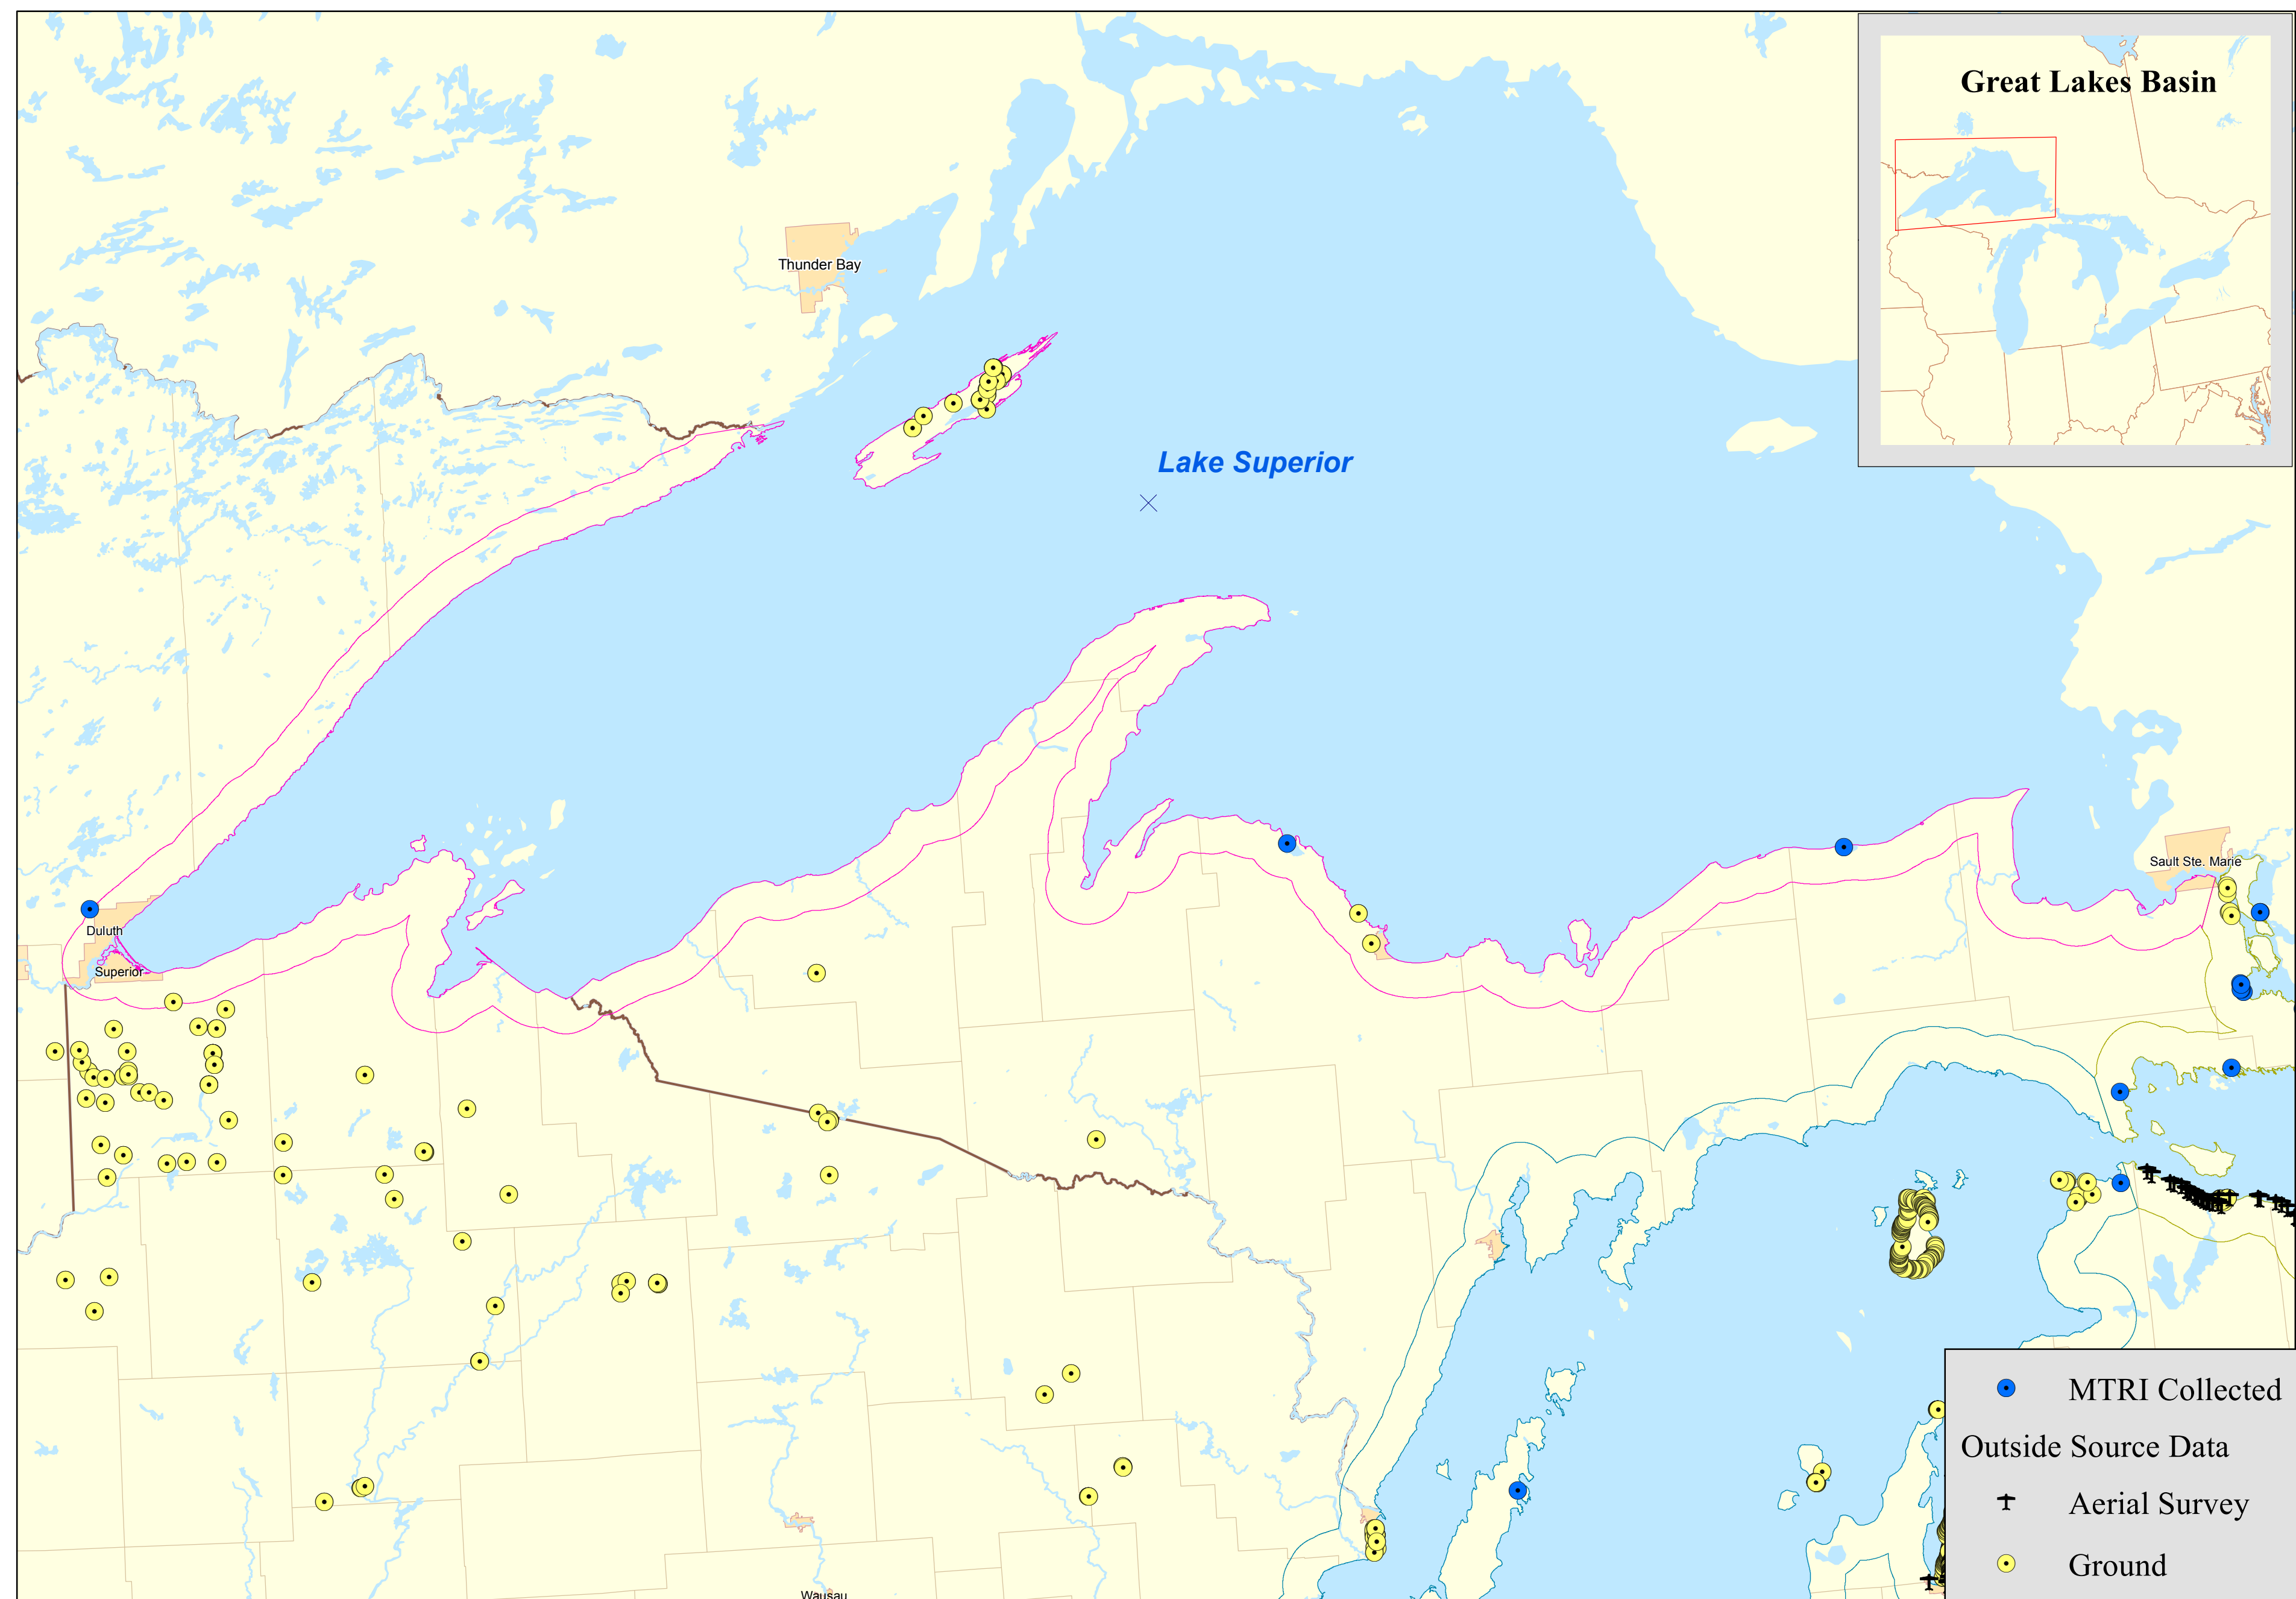 Great Lakes Basin
Thunder Bay
Lake Superior
Sault Ste. Marie
Duluth
Superior
MTRI Collected
Outside Source Data
Aerial Survey
Ground
Wausau